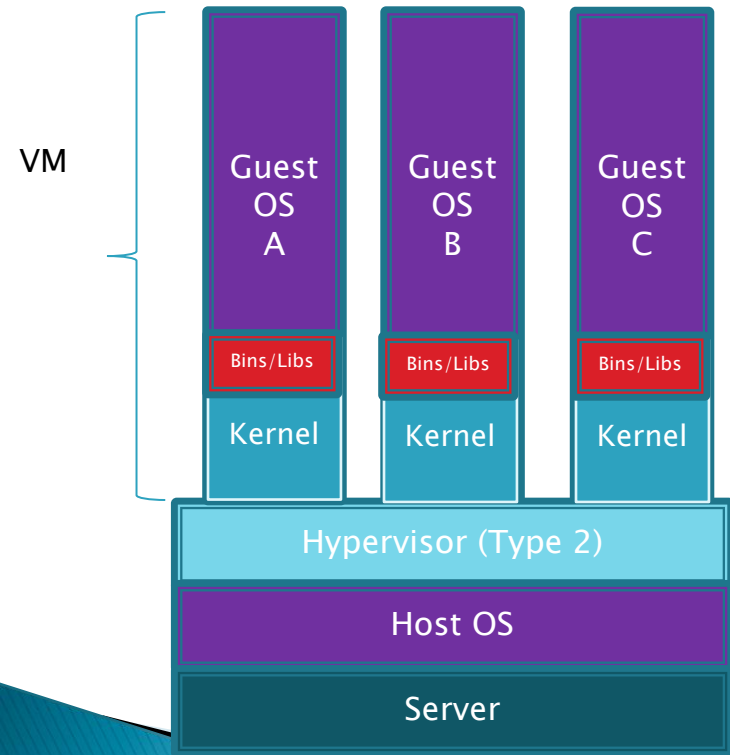 VM
Guest
OS
A
Guest
OS
B
Guest
OS
C
Bins/Libs
Bins/Libs
Bins/Libs
Kernel
Kernel
Kernel
Hypervisor (Type 2)
Host OS
Server